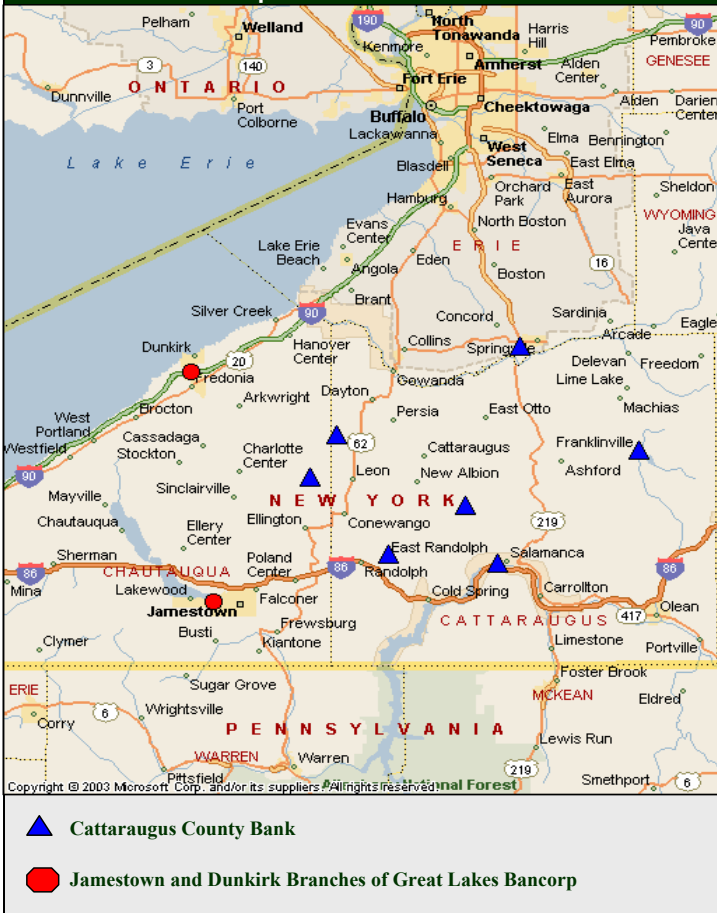 Pelham
Welland
190
North
Tonawanda
Harris
Hill
90
Kenmore
Pembroke
3
140
Amherst
Alden
Center
GENESEE
ONTARIO
Fort Erie
Dunnville
Port
Colborne
Buffalo
Cheektowaga
Alden
Darien
Center
Lackawanna
West
Seneca
Elma
Bennington
Lake Erie
Blasdell
East Elma
Orchard
Park
East
Aurora
Sheldon
Hamburg
WYOMING
Evans
Center
North Boston
Java
Cente
Lake Erie
Beach
ERIE
Eden
Angola
Boston
16
Brant
Silver Creek
90
Concord
Sardinia
Eagle
Arcade
Dunkirk
Hanover
Center
Collins
20
Delevan
Freedom
Fredonia
Gowanda
Lime Lake
Arkwright
Dayton
Machias
Brocton
Persia
East Otto
West
Portland
Cassadaga
62
Westfield
Stockton
Charlotte
Center
Cattaraugus
Franklinville
90
Leon
New Albion
Ashford
Sinclairville
Mayville
NEW YORK
Chautauqua
Ellington
Conewango
219
Ellery
Center
Sherman
East Randolph
Salamanca
86
CHAUTAUQUA
Poland
Center
86
Randolph
86
Mina
Lakewood
Falconer
Cold Spring
Carrollton
Jamestown
Olean
417
Busti
Frewsburg
CATTARAUGUS
Clymer
Kiantone
Limestone
Portville
Foster Brook
ERIE
Sugar Grove
MCKEAN
Eldred
6
Wrightsville
Corry
PENNSYLVANIA
Lewis Run
WARREN
Warren
219
Pittsfield
National Forest
Smethport
6
Copyright © 2003 Microsoft Corp. and/or its suppliers. All rights reserved.
Cattaraugus County Bank
Jamestown and Dunkirk Branches of Great Lakes Bancorp